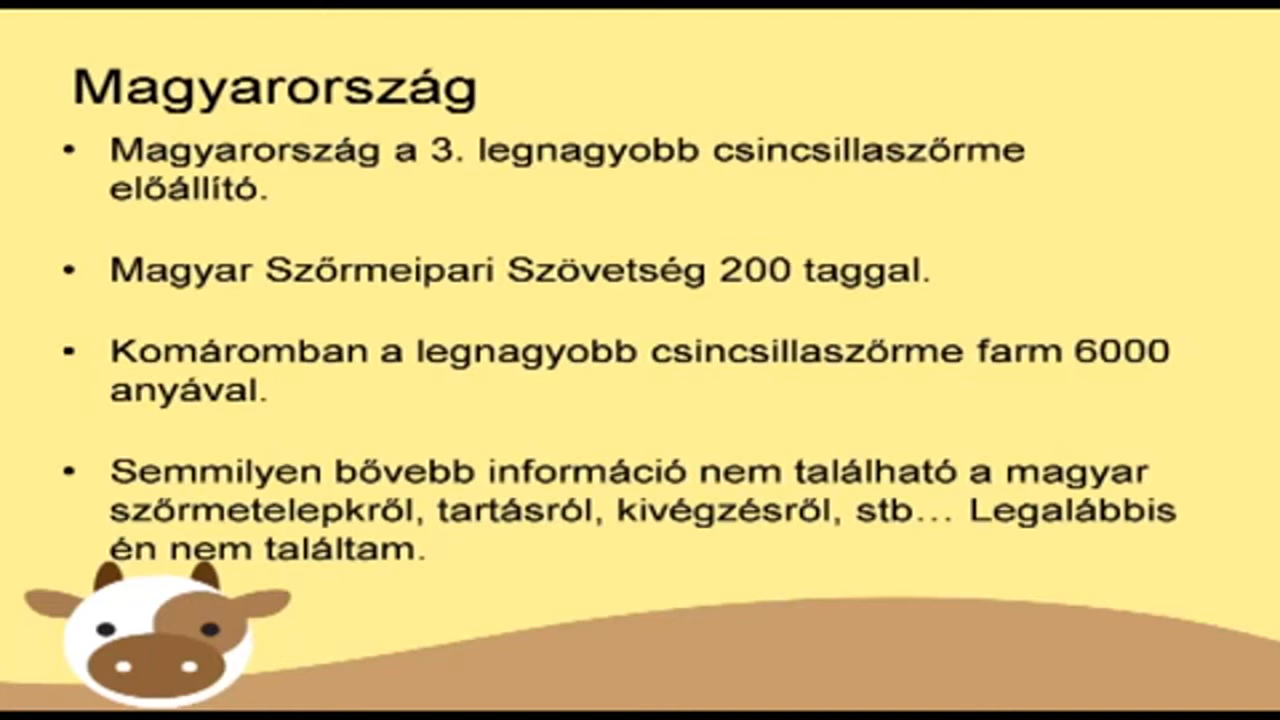 Magyarország
• Magyarország a 3. legnagyobb csincsillaszőrme
előállító.
• Magyar Szőrmeipari Szövetség 200 taggal.
• Komáromban a legnagyobb csincsillaszőrme farm 6000
anyával.
• Semmilyen bővebb információ nem található a magyar
szőrmetelepkről, tartásról, kivégzésről, stb… Legalábbis
én nem találtam.